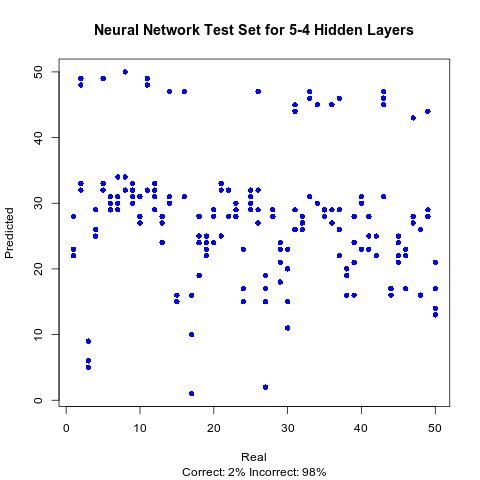 Neural Network Test Set for 5-4 Hidden Layers
Predicted
50
40
30
20
10
0
0 10 20 30 40 50
Real
Correct: 2% Incorrect: 98%